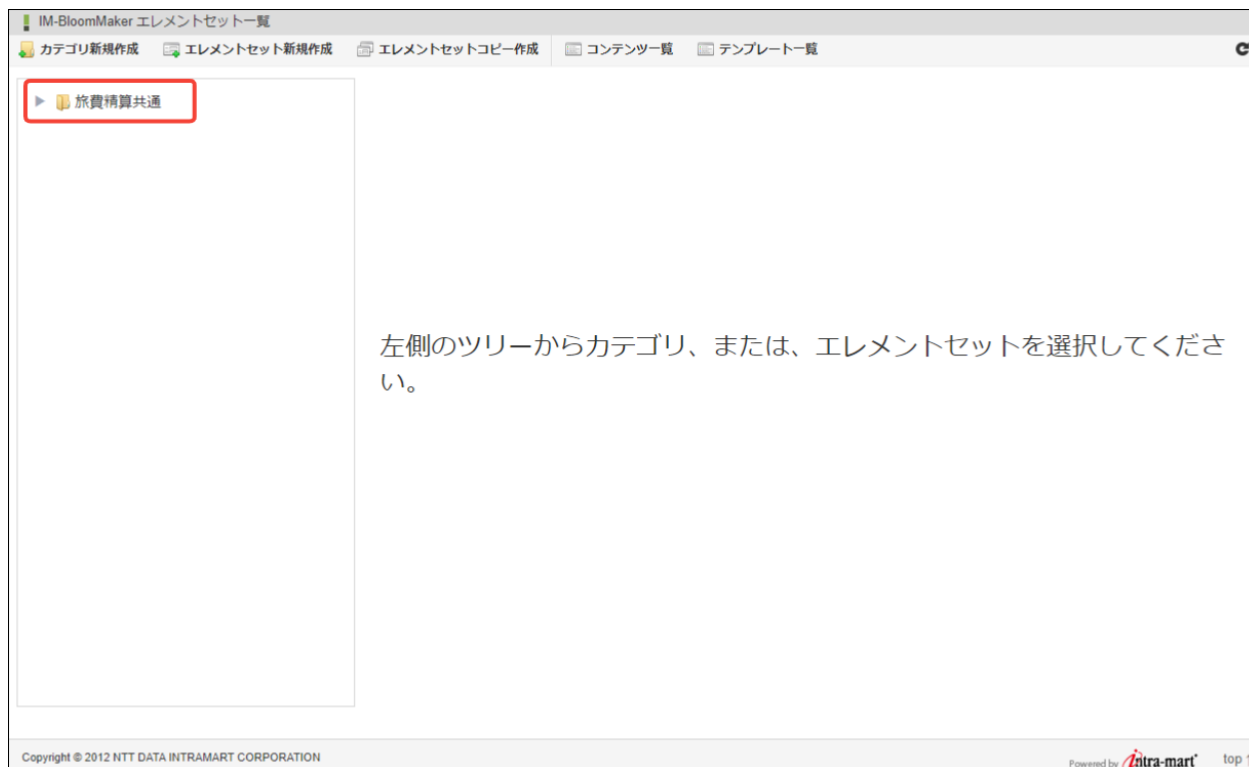 IM-BloomMaker エレメントセット一覧
カテゴリ新規作成 エレメントセット新規作成 エレメントセットコピー作成 コンテンツ一覧 テンプレート一覧
旅費精算共通
左側のツリーからカテゴリ、または、エレメントセットを選択してくださ
い。
Copyright © 2012 NTT DATA INTRAMART CORPORATION
Powered by intra-mart
top